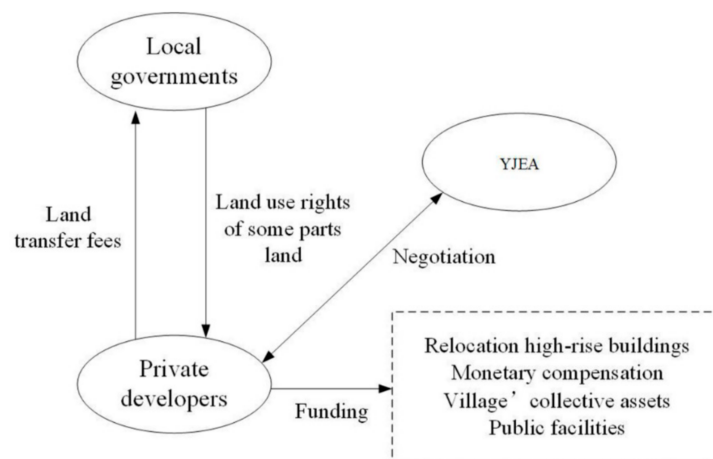 Local
governments
YJEA
Land
transfer fees
Land use rights
of some parts
land
Negotiation
Private
developers
Funding
Relocation high-rise buildings
Monetary compensation
Village’ collective assets
Public facilities